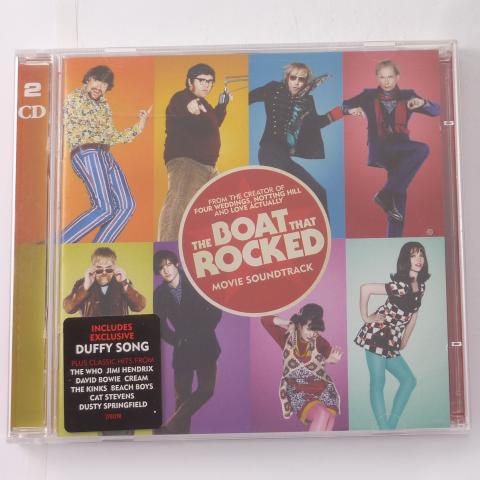 2
CD
FROM THE CREATOR OF
FOUR WEDDINGS, NOTTING HILL
AND LOVE ACTUALLY
THE BOAT THAT
ROCKED
MOVIE SOUNDTRACK
INCLUDES
EXCLUSIVE
DUFFY SONG
PLUS CLASSIC HITS FROM
THE WHO JIMI HENDRIX
DAVID BOWIE CREAM
THE KINKS BEACH BOYS
CAT STEVENS
DUSTY SPRINGFIELD